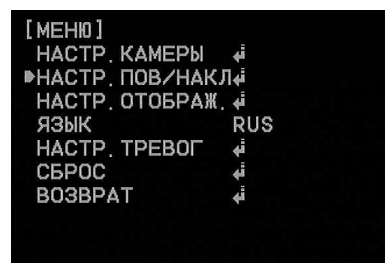 [МЕНЮ]
НАСТР.КАМЕРЫ
НАСТР.ПОВ/НАКЛ
НАСТР.ОТОБРАЖ.
ЯЗЫК RUS
НАСТР.ТРЕВОГ
СБРОС
ВОЗВРАТ